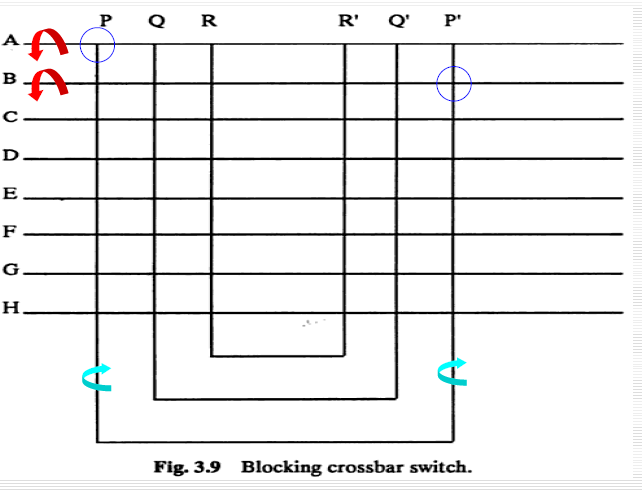 P Q R R' Q' P'
A
B
C
D
E
F
G
H
Fig. 3.9 Blocking crossbar switch.